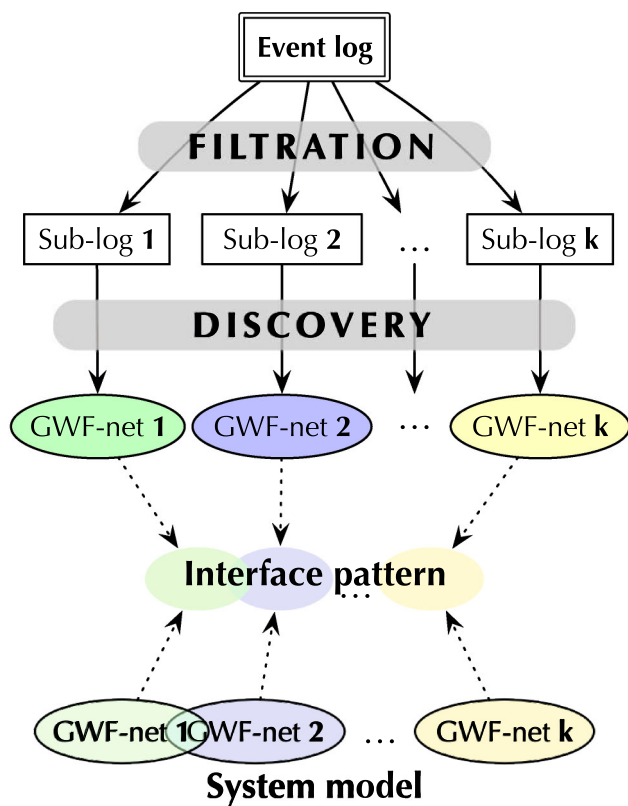 Event log
FILTRATION
Sub-log 1 Sub-log 2 ... Sub-log k
DISCOVERY
GWF-net 1 GWF-net 2 ... GWF-net k
Interface pattern
...
GWF-net 1 GWF-net 2 ... GWF-net k
System model